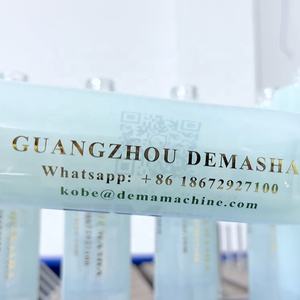 GUANGZHOU DEMASHA
Whatsapp: +86 18672927100
kobe@demamachine.com